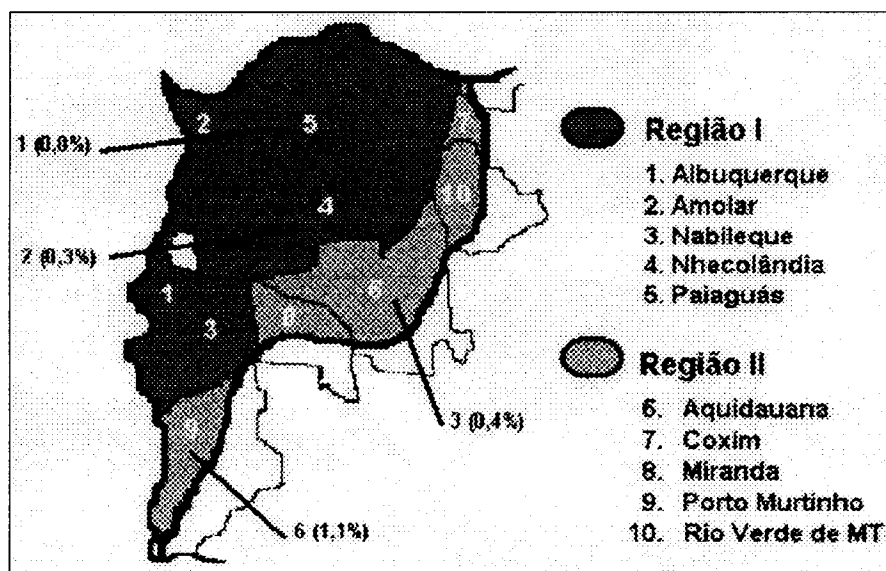 2
5
1 (0,8%)
Região I
1. Albuquerque
10
2. Amolar
4
3. Nabileque
4. Nhecolândia
2 (0,3%)
5. Paiaguás
1
6
3
8
Região II
3 (0,4%)
6. Aquidauana
9
7. Coxim
8. Miranda
9. Porto Murtinho
6 (1,1%)
10. Rio Verde de MT